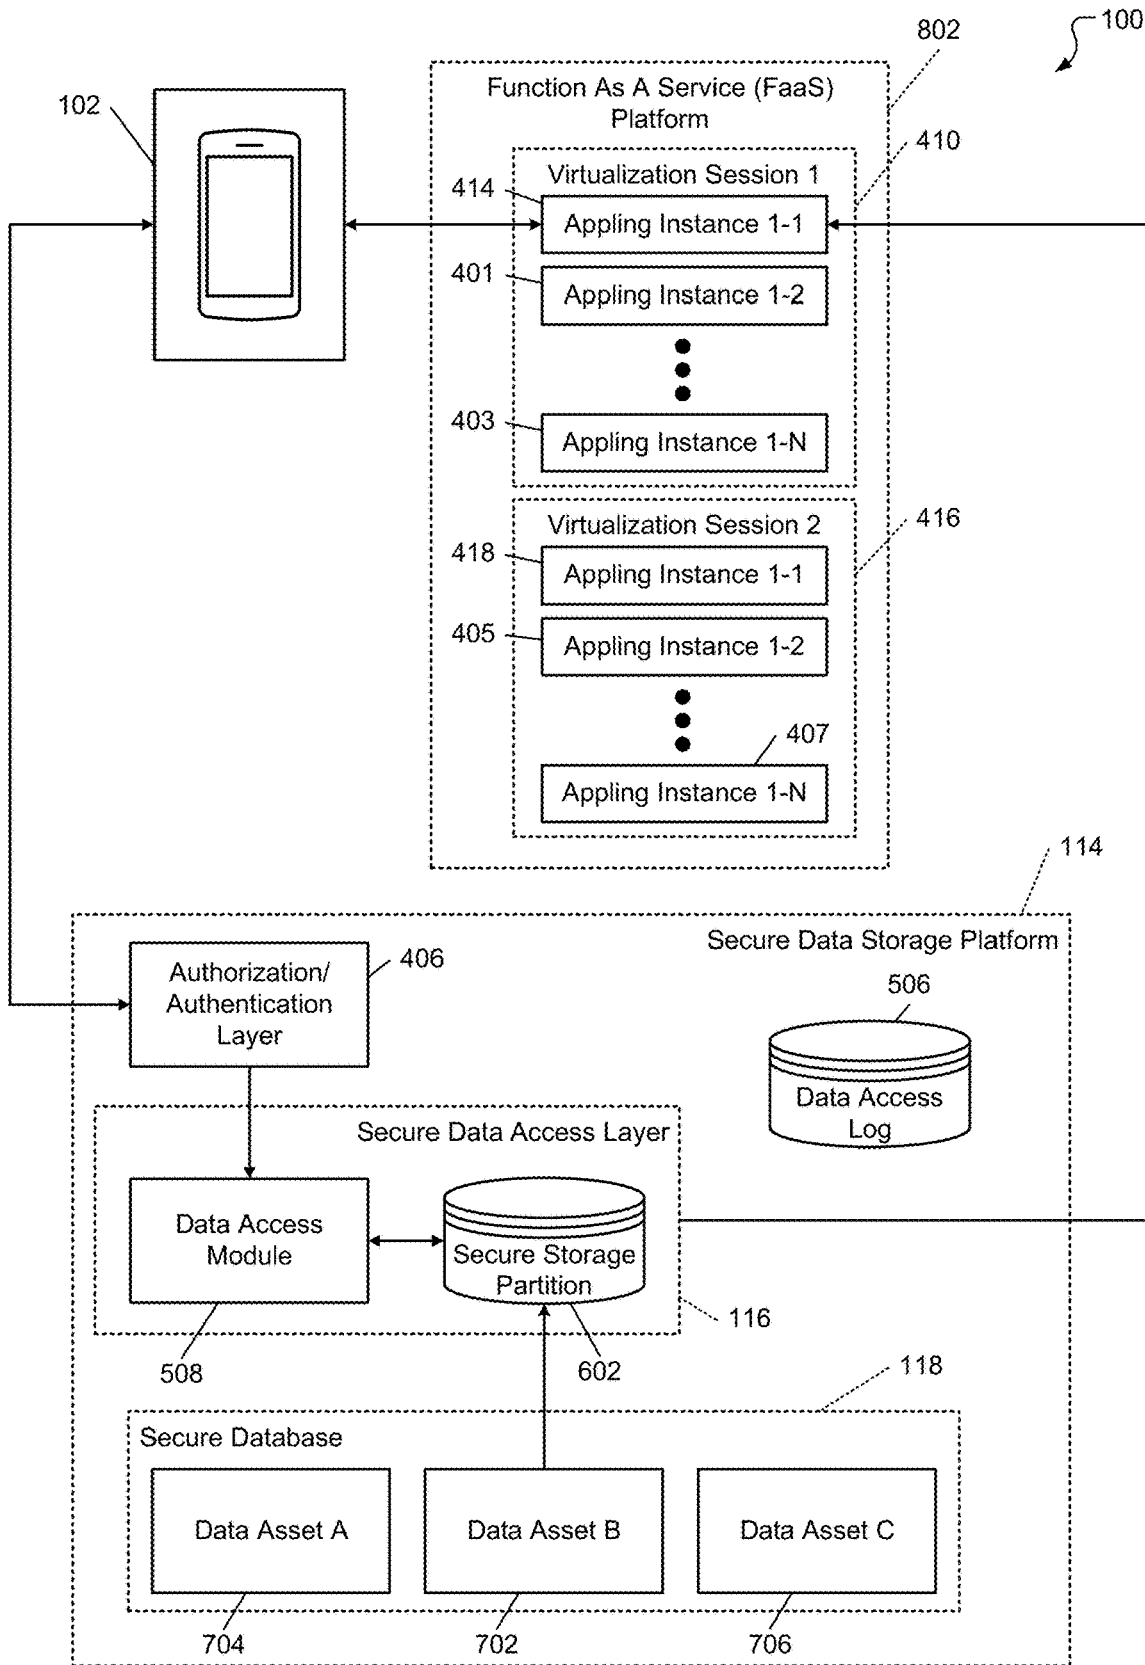 100
802
Function As A Service (FaaS)
Platform
102
410
Virtualization Session 1
414
Appling Instance 1-1
401
Appling Instance 1-2
403
Appling Instance 1-N
416
Virtualization Session 2
418
Appling Instance 1-1
405
Appling Instance 1-2
407
Appling Instance 1-N
114
Secure Data Storage Platform
406
Authorization/
Authentication
Layer
506
Data Access
Log
Secure Data Access Layer
Data Access
Module
Secure Storage
Partition
116
508
602
118
Secure Database
Data Asset A
Data Asset B
Data Asset C
704
702
706